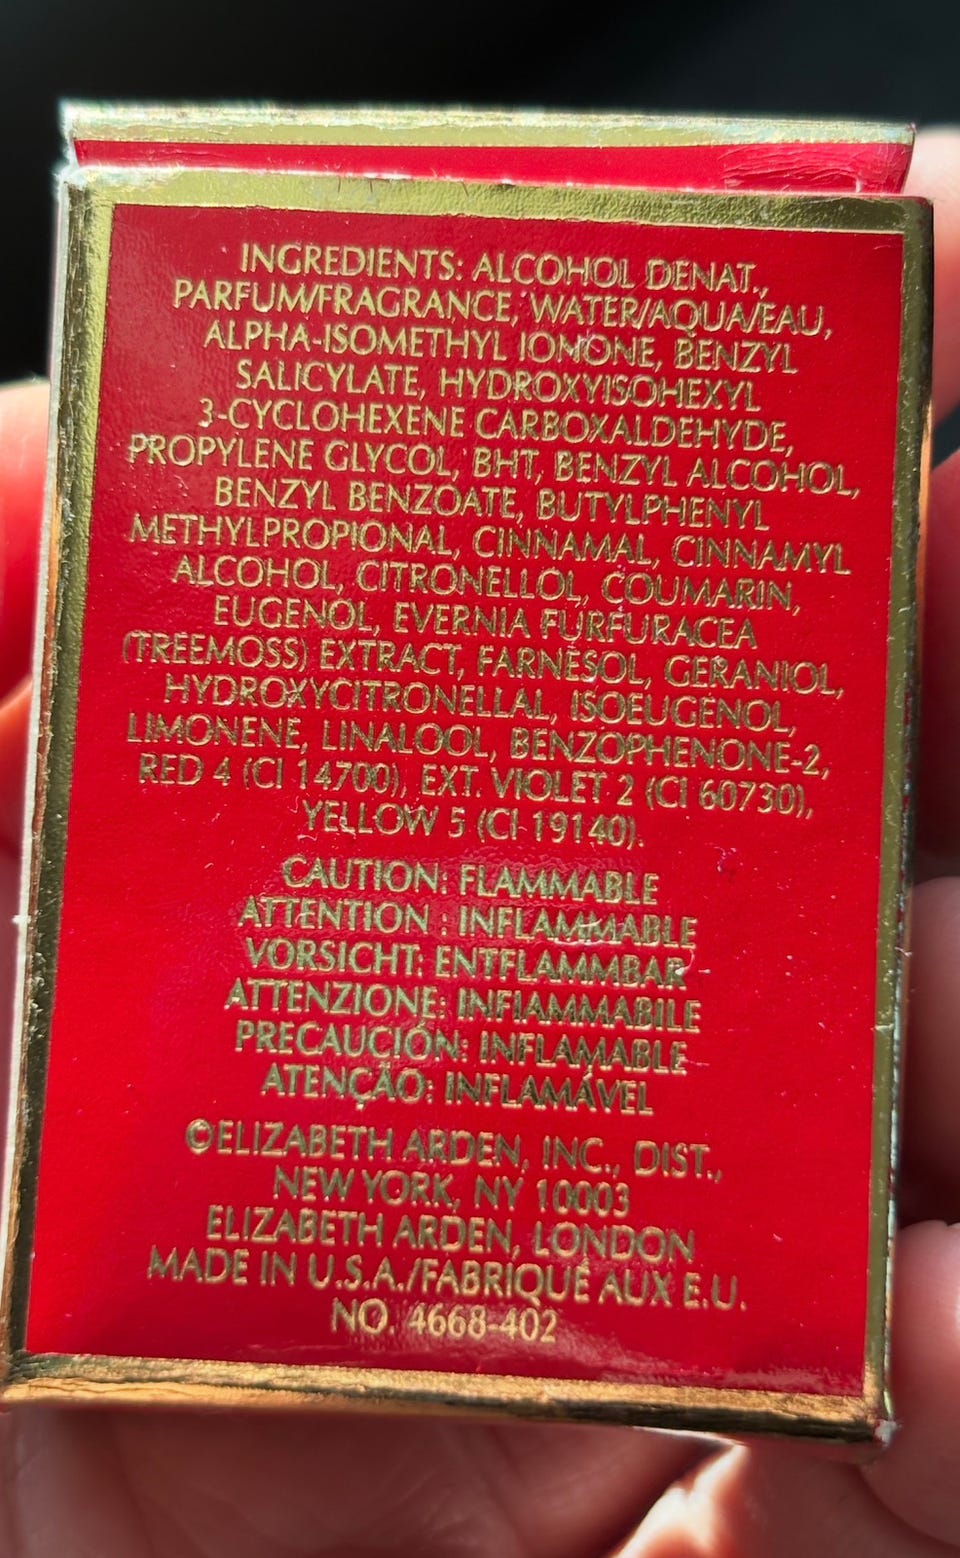 INGREDIENTS: ALCOHOL DENAT.,
PARFUM/FRAGRANCE, WATER/AQUA/EAU,
ALPHA-ISOMETHYL IONONE, BENZYL
SALICYLATE, HYDROXYISOHEXYL
3-CYCLOHEXENE CARBOXALDEHYDE,
PROPYLENE GLYCOL, BHT, BENZYL ALCOHOL,
BENZYL BENZOATE, BUTYLPHENYL
METHYLPROPIONAL, CINNAMAL, CINNAMYL
ALCOHOL, CITRONELLOL, COUMARIN,
EUGENOL, EVERNIA FURFURACEA
(TREEMOSS) EXTRACT, FARNESOL, GERANIOL,
HYDROXYCITRONELLAL, ISOEUGENOL,
LIMONENE, LINALOOL, BENZOPHENONE-2,
RED 4 (CI 14700), EXT. VIOLET 2 (CI 60730),
YELLOW 5 (CI 19140).
CAUTION: FLAMMABLE
ATTENTION : INFLAMMABLE
VORSICHT: ENTFLAMMBAR
ATTENZIONE: INFIAMMABILE
PRECAUCIÓN: INFLAMABLE
ATENÇÃO: INFLAMÁVEL
©ELIZABETH ARDEN, INC., DIST.,
NEW YORK, NY 10003
ELIZABETH ARDEN, LONDON
MADE IN U.S.A./FABRIQUÉ AUX E.U.
NO. 4668-402